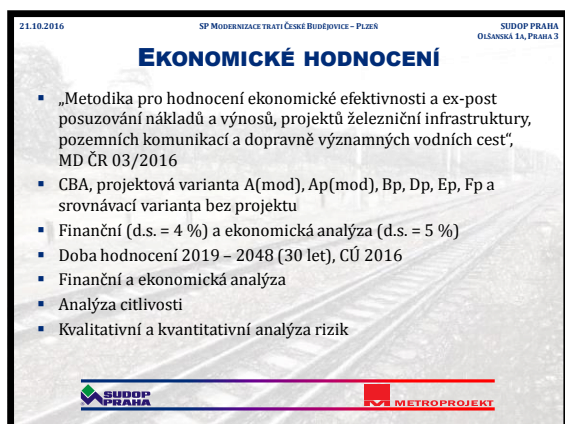 21.10.2016 SP MODERNIZACE TRATI ČESKÉ BUDĚJOVICE – PLZEŇ SUDOP PRAHA
OLŠANSKÁ 1A, PRAHA 3
EKONOMICKÉ HODNOCENÍ
▪ „Metodika pro hodnocení ekonomické efektivnosti a ex-post
posuzování nákladů a výnosů, projektů železniční infrastruktury,
pozemních komunikací a dopravně významných vodních cest“,
MD ČR 03/2016
▪ CBA, projektová varianta A(mod), Ap(mod), Bp, Dp, Ep, Fp a
srovnávací varianta bez projektu
▪ Finanční (d.s. = 4 %) a ekonomická analýza (d.s. = 5 %)
▪ Doba hodnocení 2019 – 2048 (30 let), CÚ 2016
▪ Finanční a ekonomická analýza
▪ Analýza citlivosti
▪ Kvalitativní a kvantitativní analýza rizik
SUDOP
PRAHA
METROPROJEKT